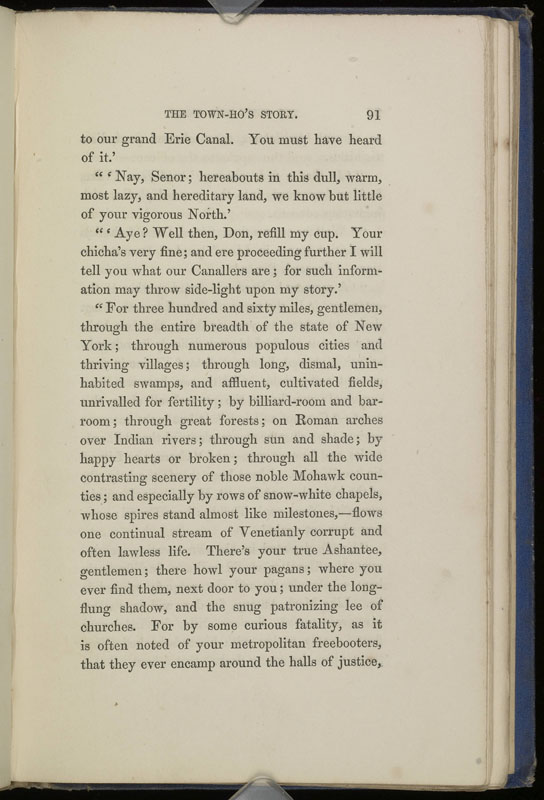 THE TOWN-HO'S STORY. 91
to our grand Erie Canal. You must have heard
of it.'
“ ‘ Nay, Senor; hereabouts in this dull, warm,
most lazy, and hereditary land, we know but little
of your vigorous North.'
“ ‘ Aye? Well then, Don, refill my cup. Your
chicha's very fine; and ere proceeding further I will
tell you what our Canallers are; for such inform-
ation may throw side-light upon my story.'
“ For three hundred and sixty miles, gentlemen,
through the entire breadth of the state of New
York; through numerous populous cities and
thriving villages; through long, dismal, unin-
habited swamps, and affluent, cultivated fields,
unrivalled for fertility; by billiard-room and bar-
room; through great forests; on Roman arches
over Indian rivers; through sun and shade; by
happy hearts or broken; through all the wide
contrasting scenery of those noble Mohawk coun-
ties; and especially by rows of snow-white chapels,
whose spires stand almost like milestones,—flows
one continual stream of Venetianly corrupt and
often lawless life. There's your true Ashantee,
gentlemen; there howl your pagans; where you
ever find them, next door to you; under the long-
flung shadow, and the snug patronizing lee of
churches. For by some curious fatality, as it
is often noted of your metropolitan freebooters,
that they ever encamp around the halls of justice,